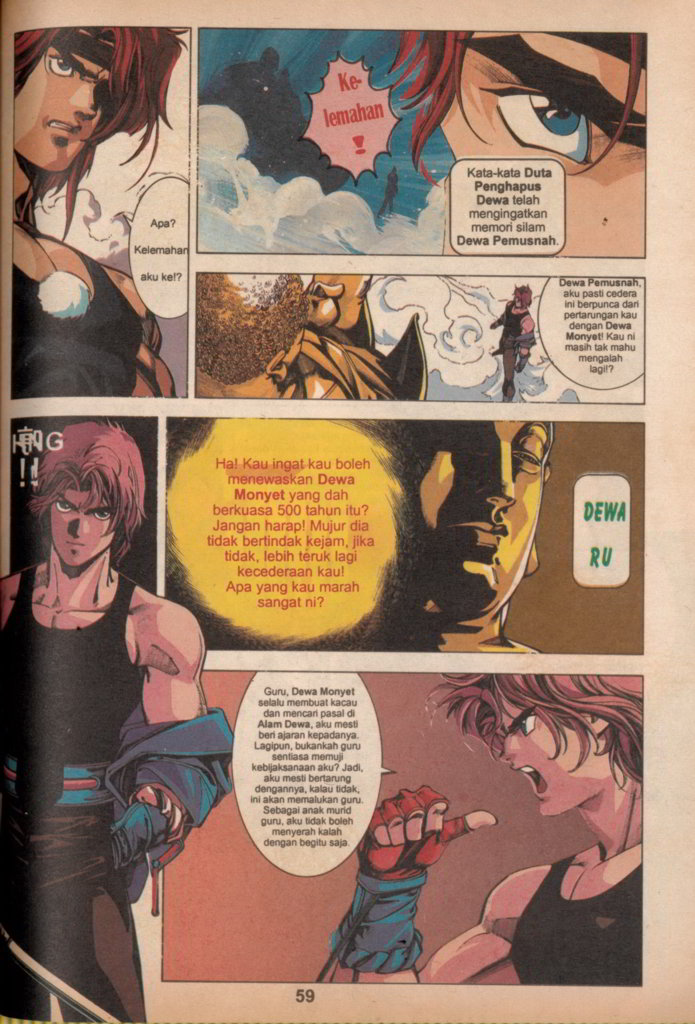 Apa?
Kelemahan
aku ke!?
Ke-
lemahan
!
Kata-kata Duta
Penghapus
Dewa telah
mengingatkan
memori silam
Dewa Pemusnah.
Dewa Pemusnah,
aku pasti cedera
ini berpunca dari
pertarungan kau
dengan Dewa
Monyet! Kau ni
masih tak mahu
mengalah
lagi!?
!!
Ha! Kau ingat kau boleh
menewaskan Dewa
Monyet yang dah
berkuasa 500 tahun itu?
Jangan harap! Mujur dia
tidak bertindak kejam, jika
tidak, lebih teruk lagi
kecederaan kau!
Apa yang kau marah
sangat ni?
DEWA
RU
Guru, Dewa Monyet
selalu membuat kacau
dan mencari pasal di
Alam Dewa, aku mesti
beri ajaran kepadanya.
Lagipun, bukankah guru
sentiasa memuji
kebijaksanaan aku? Jadi,
aku mesti bertarung
dengannya, kalau tidak,
ini akan memalukan guru.
Sebagai anak murid
guru, aku tidak boleh
menyerah kalah
dengan begitu saja.
59